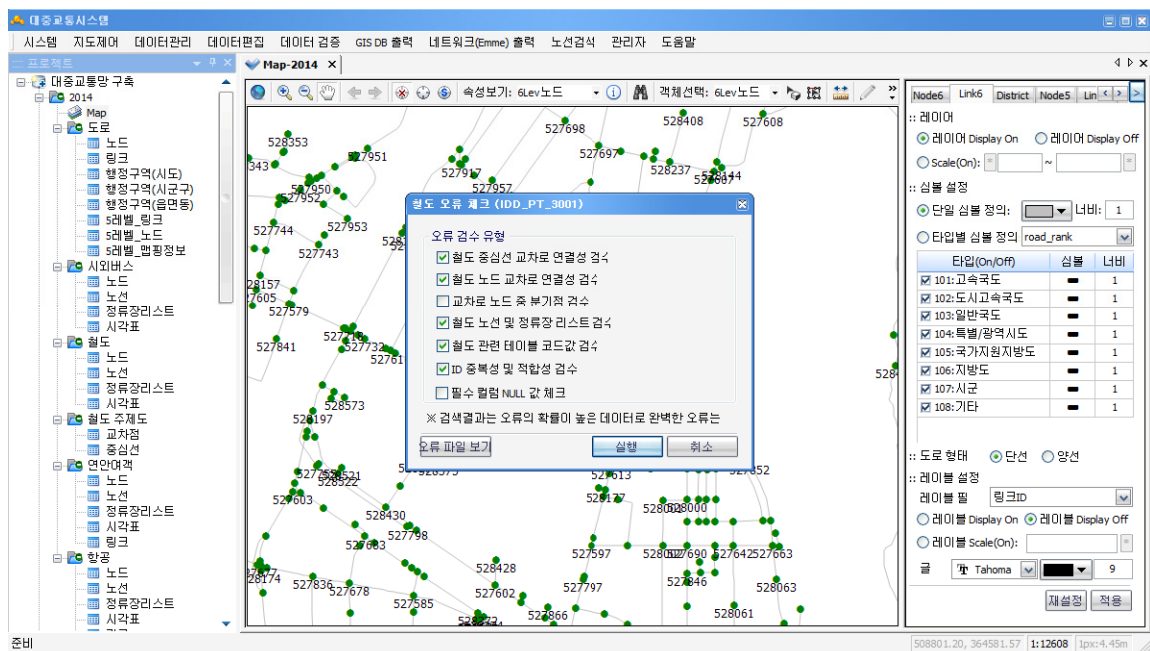 대중교통시스템
시스템 지도제어 데이터관리 데이터편집 데이터 검증 GIS DB 출력 네트워크(Emme) 출력 노선검색 관리자 도움말
프로젝트
Map-2014
대중교통망 구축
2014
Map
도로
노드
링크
행정구역(시도)
행정구역(시군구)
행정구역(읍면동)
5레벨_링크
5레벨_노드
5레벨_맵핑정보
시외버스
노드
노선
정류장리스트
시각표
철도
노드
노선
정류장리스트
시각표
철도 주제도
교차점
중심선
연안여객
노드
노선
정류장리스트
시각표
링크
항공
노드
노선
정류장리스트
시각표
속성보기: 6Lev노드
객체선택: 6Lev노드
528353
527698
528408
527608
343
527951
527917
527697
528237
527957
527950
527952
527953
527744
527743
528157
27605
527579
527841
527732
528573
528197
528522
527603
528430
527798
527683
528428
527836
527678
527602
527585
527866
527613
528177
528000
527597
527690
527642
527663
527797
527846
528063
528061
철도 오류 체크 (IDD_PT_3001)
오류 검수 유형
철도 중심선 교차로 연결성 검수
철도 노드 교차로 연결성 검수
교차로 노드 중 분기점 검수
철도 노선 및 정류장 리스트 검수
철도 관련 테이블 코드값 검수
ID 중복성 및 적합성 검수
필수 컬럼 NULL 값 체크
※ 검색결과는 오류의 확률이 높은 데이터로 완벽한 오류는
오류 파일 보기 실행 취소
Node6 Link6 District Node5 Lin
:: 레이어
레이어 Display On 레이어 Display Off
Scale(On): ~
:: 심볼 설정
단일 심볼 정의: 너비: 1
타입별 심볼 정의 road_rank
타입(On/Off) 심볼 너비
101:고속국도 1
102:도시고속국도 1
103:일반국도 1
104:특별/광역시도 1
105:국가지원지방도 1
106:지방도 1
107:시군 1
108:기타 1
:: 도로 형태 단선 양선
:: 레이블 설정
레이블 필 링크ID
레이블 Display On 레이블 Display Off
레이블 Scale(On):
글 Tahoma 9
재설정 적용
준비
508801.20, 364581.57 1:12608 1px:4.45m